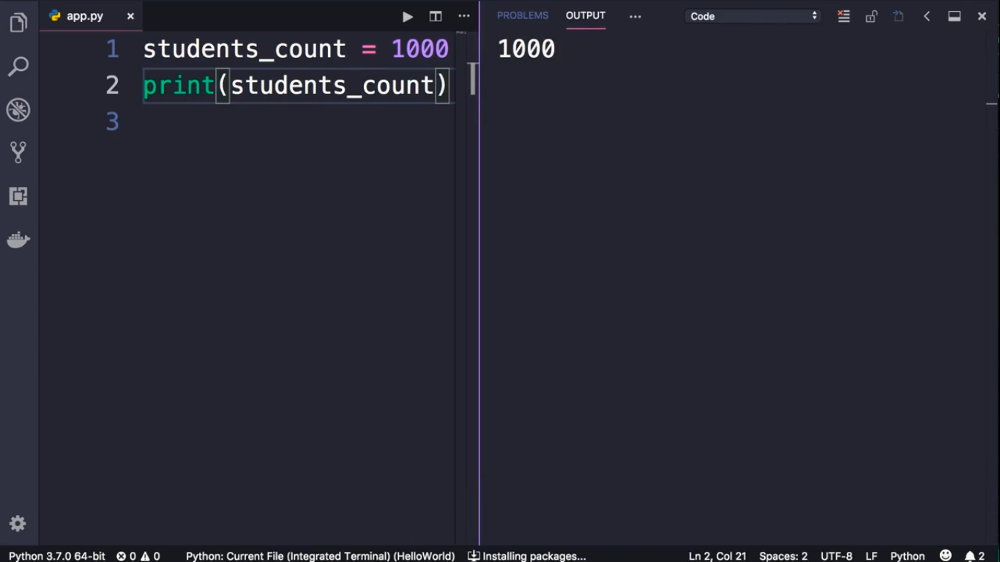 app.py
PROBLEMS OUTPUT
Code
1 students_count = 1000
2 print(students_count)
3
1000
Python 3.7.0 64-bit 0 0 Python: Current File (Integrated Terminal) (HelloWorld) Installing packages... Ln 2, Col 21 Spaces: 2 UTF-8 LF Python 2